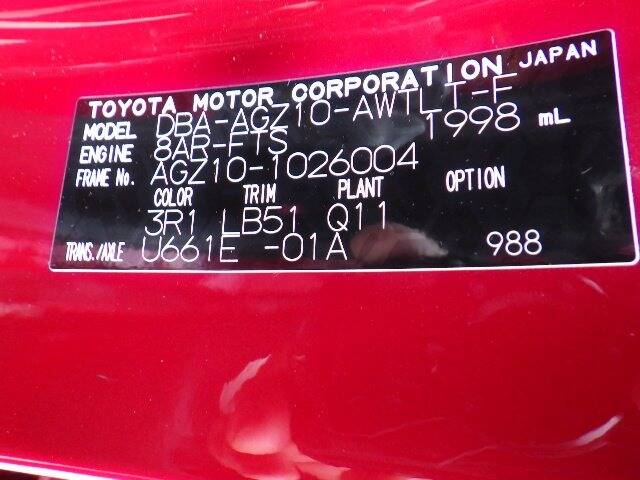 TOYOTA MOTOR CORPORATION JAPAN
MODEL DBA-AGZ10-AWTLT-F
ENGINE 8AR-FTS 1998 mL
FRAME No. AGZ10-1026004
COLOR TRIM PLANT OPTION
3R1 LB51 Q11
TRANS./AXLE U661E -01A 988